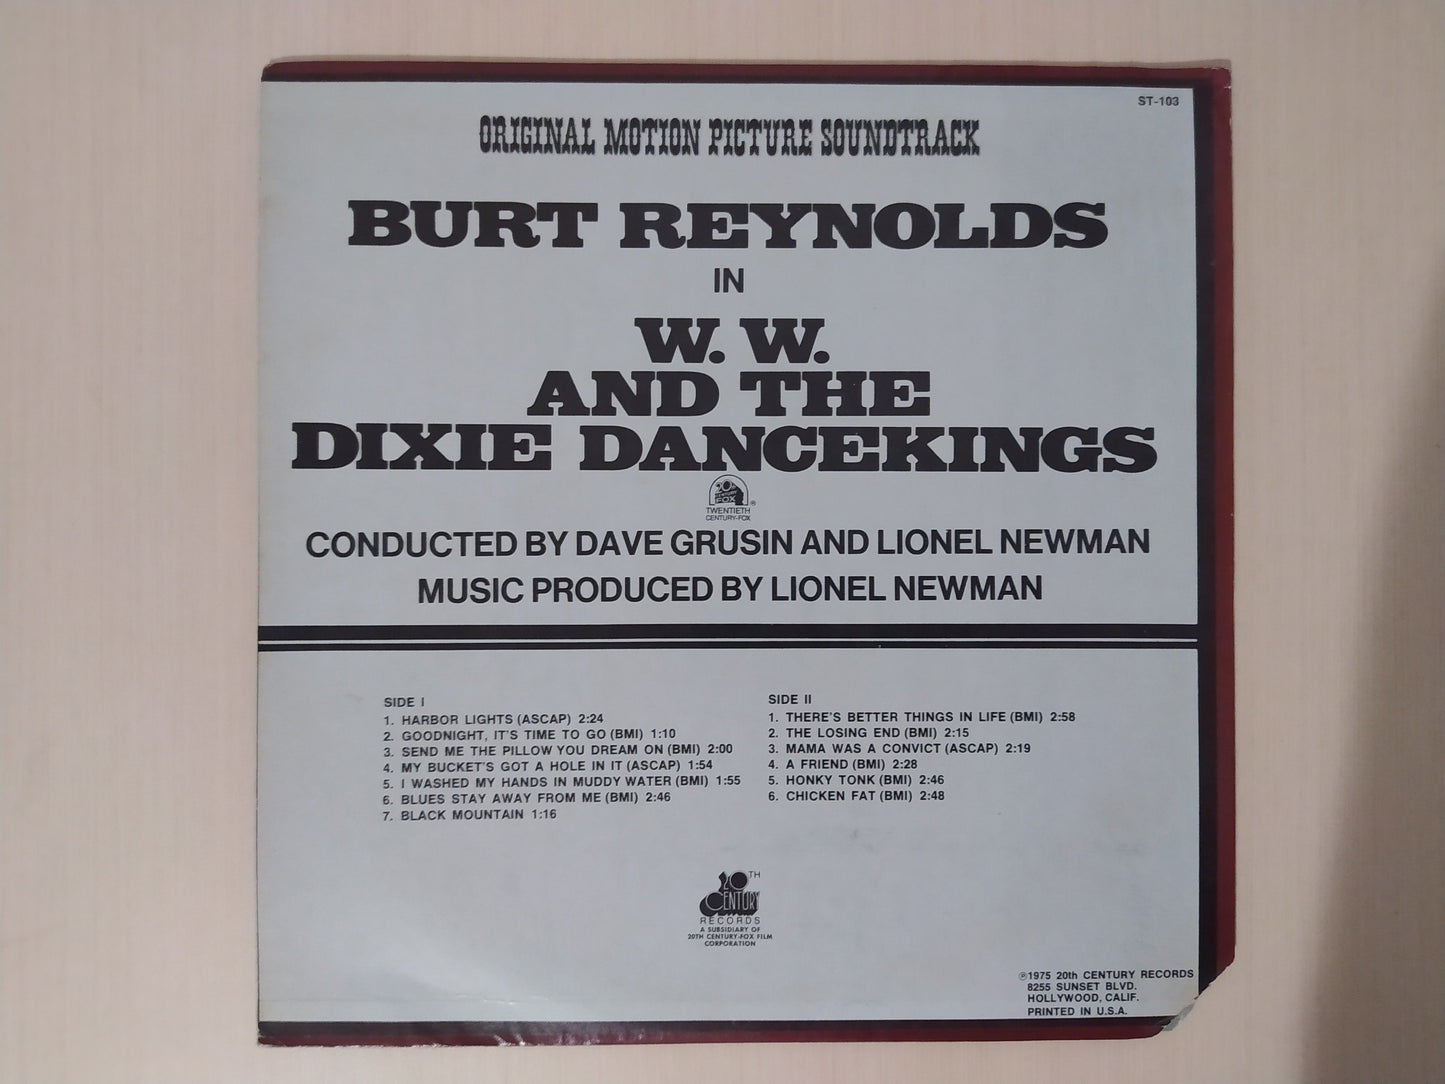 ST-103
ORIGINAL MOTION PICTURE SOUNDTRACK
BURT REYNOLDS
IN
W. W.
AND THE
DIXIE DANCEKINGS
20th
CENTURY
FOX
®
TWENTIETH
CENTURY-FOX
CONDUCTED BY DAVE GRUSIN AND LIONEL NEWMAN
MUSIC PRODUCED BY LIONEL NEWMAN
SIDE I
1. HARBOR LIGHTS (ASCAP) 2:24
2. GOODNIGHT, IT'S TIME TO GO (BMI) 1:10
3. SEND ME THE PILLOW YOU DREAM ON (BMI) 2:00
4. MY BUCKET'S GOT A HOLE IN IT (ASCAP) 1:54
5. I WASHED MY HANDS IN MUDDY WATER (BMI) 1:55
6. BLUES STAY AWAY FROM ME (BMI) 2:46
7. BLACK MOUNTAIN 1:16
SIDE II
1. THERE'S BETTER THINGS IN LIFE (BMI) 2:58
2. THE LOSING END (BMI) 2:15
3. MAMA WAS A CONVICT (ASCAP) 2:19
4. A FRIEND (BMI) 2:28
5. HONKY TONK (BMI) 2:46
6. CHICKEN FAT (BMI) 2:48
20TH
CENTURY
RECORDS
A SUBSIDIARY OF
20TH CENTURY-FOX FILM
CORPORATION
℗1975 20th CENTURY RECORDS
8255 SUNSET BLVD.
HOLLYWOOD, CALIF.
PRINTED IN U.S.A.